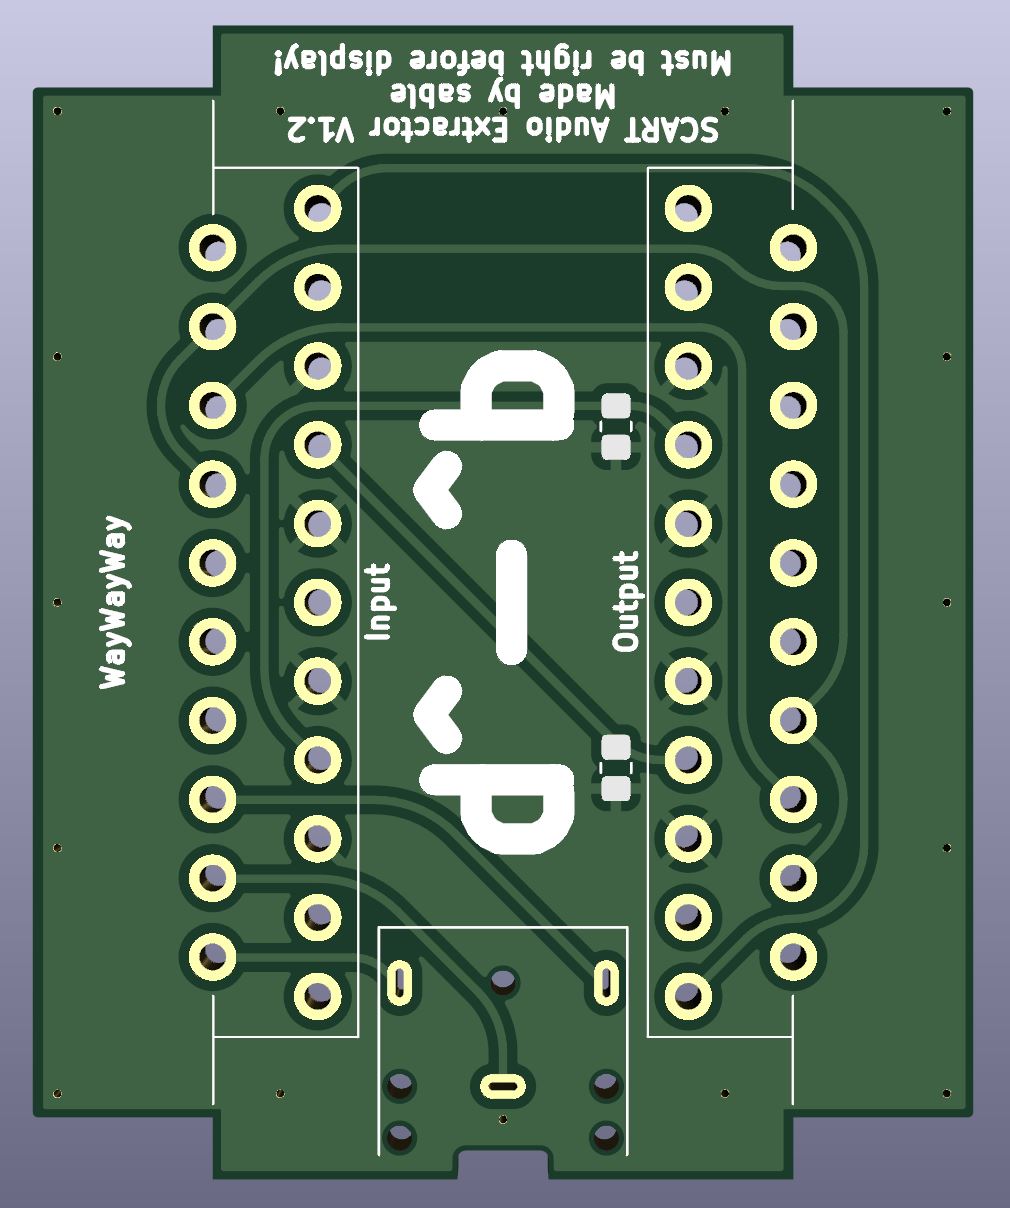 SCART Audio Extractor V1.2
Made by sable
Must be right before display!
WayWayWay
Input
d^-^b
Output